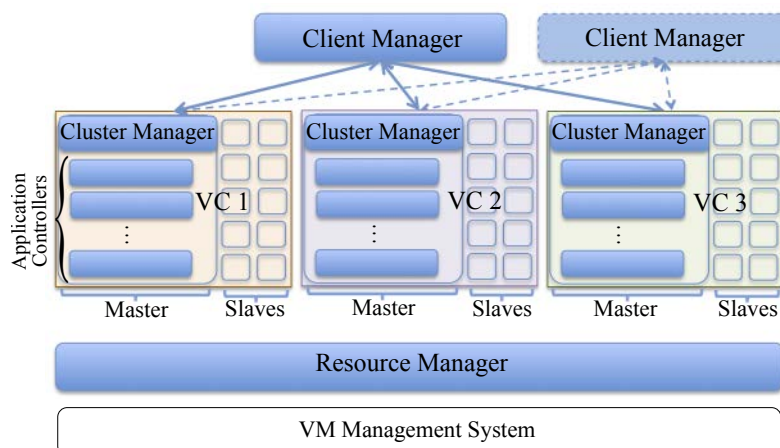 Client Manager
Client Manager
Cluster Manager
Cluster Manager
Cluster Manager
Application
Controllers
VC 1
VC 2
VC 3
...
...
...
Master
Slaves
Master
Slaves
Master
Slaves
Resource Manager
VM Management System